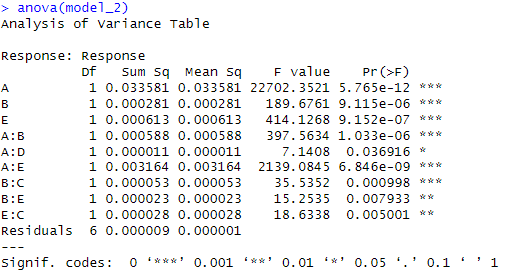 > anova(model_2)
Analysis of Variance Table

Response: Response
          Df   Sum Sq  Mean Sq    F value    Pr(>F)
A          1 0.033581 0.033581 22702.3521 5.765e-12 ***
B          1 0.000281 0.000281   189.6761 9.115e-06 ***
E          1 0.000613 0.000613   414.1268 9.152e-07 ***
A:B        1 0.000588 0.000588   397.5634 1.033e-06 ***
A:D        1 0.000011 0.000011     7.1408  0.036916 *
A:E        1 0.003164 0.003164  2139.0845 6.846e-09 ***
B:C        1 0.000053 0.000053    35.5352  0.000998 ***
B:E        1 0.000023 0.000023    15.2535  0.007933 **
E:C        1 0.000028 0.000028    18.6338  0.005001 **
Residuals  6 0.000009 0.000001
---
Signif. codes:  0 ‘***’ 0.001 ‘**’ 0.01 ‘*’ 0.05 ‘.’ 0.1 ‘ ’ 1